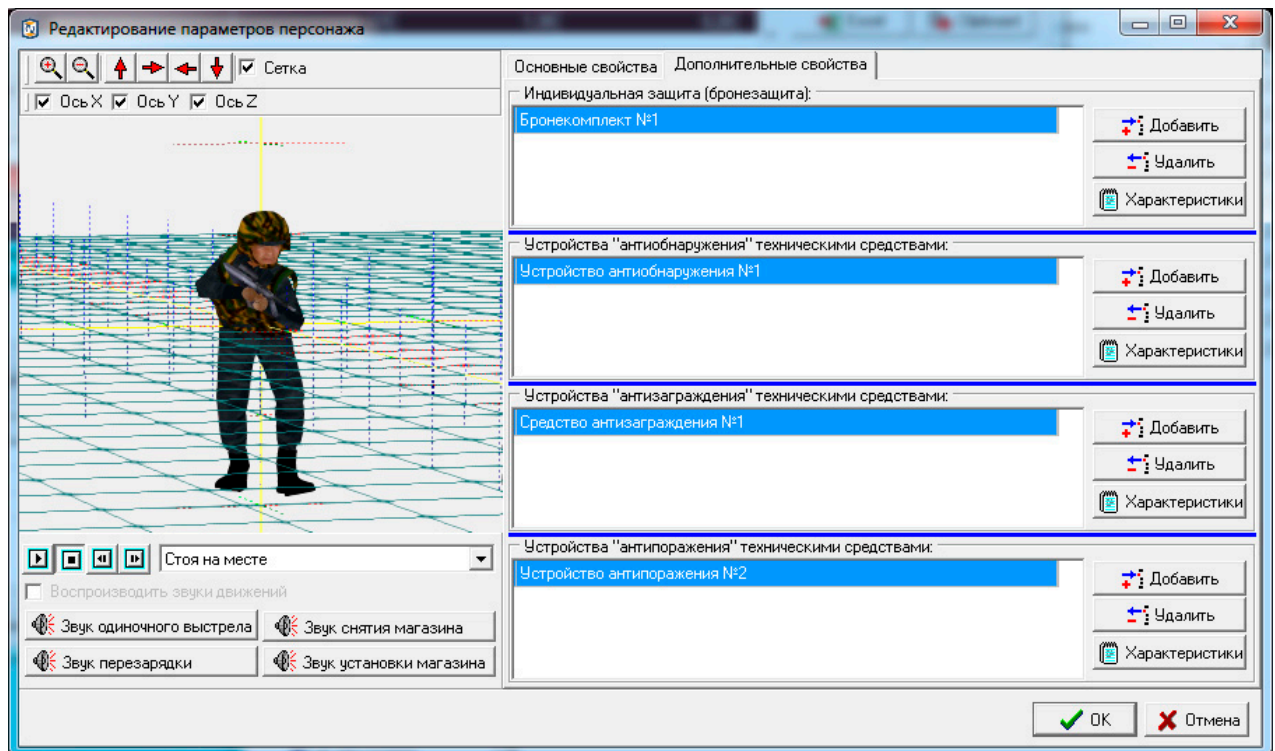 Редактирование параметров персонажа
Сетка
Ось X Ось Y Ось Z
Стоя на месте
Воспроизводить звуки движений
Звук одиночного выстрела Звук снятия магазина
Звук перезарядки Звук установки магазина
Основные свойства Дополнительные свойства
Индивидуальная защита (бронезащита):
Бронекомплект №1
Добавить
Удалить
Характеристики
Устройства "антиобнаружения" техническими средствами:
Устройство антиобнаружения №1
Добавить
Удалить
Характеристики
Устройства "антизаграждения" техническими средствами:
Средство антизаграждения №1
Добавить
Удалить
Характеристики
Устройства "антипоражения" техническими средствами:
Устройство антипоражения №2
Добавить
Удалить
Характеристики
OK Отмена